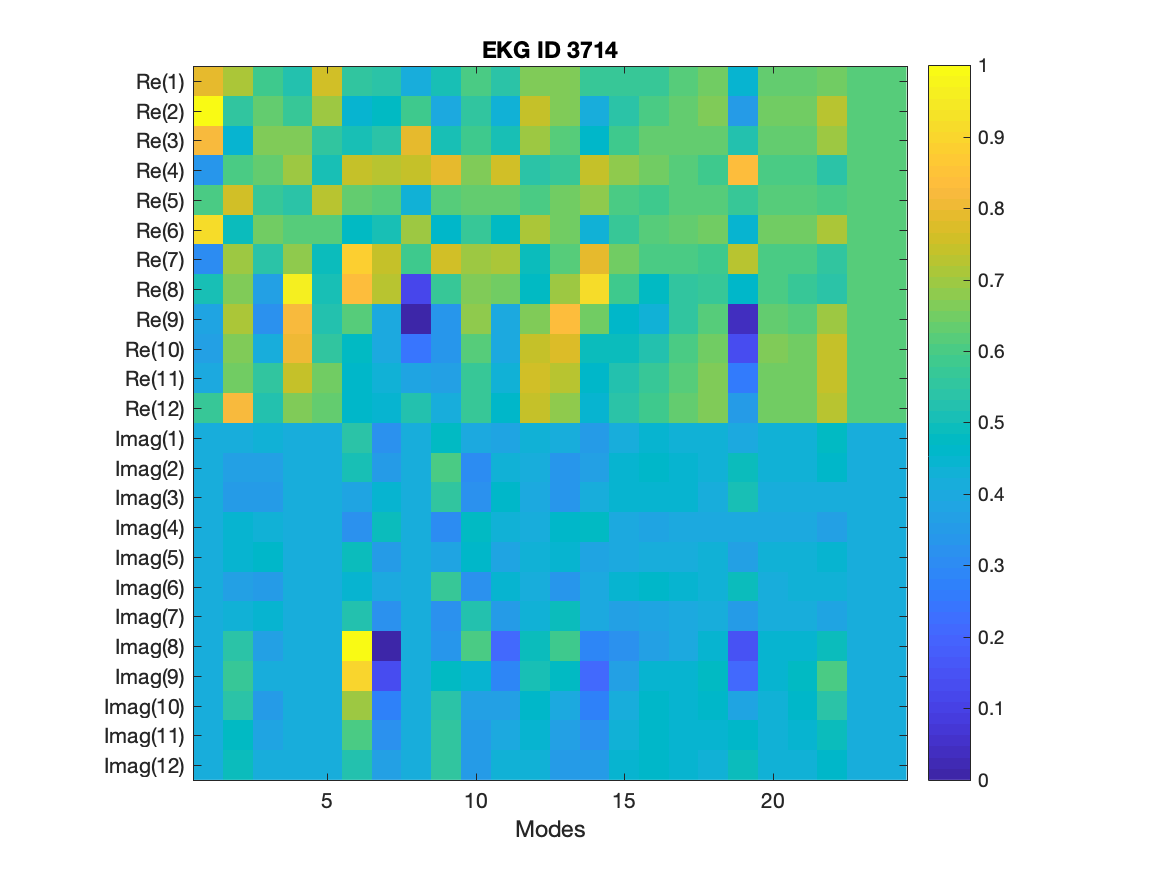 EKG ID 3714
Re(1)
Re(2)
Re(3)
Re(4)
Re(5)
Re(6)
Re(7)
Re(8)
Re(9)
Re(10)
Re(11)
Re(12)
Imag(1)
Imag(2)
Imag(3)
Imag(4)
Imag(5)
Imag(6)
Imag(7)
Imag(8)
Imag(9)
Imag(10)
Imag(11)
Imag(12)
5 10 15 20
Modes
1
0.9
0.8
0.7
0.6
0.5
0.4
0.3
0.2
0.1
0